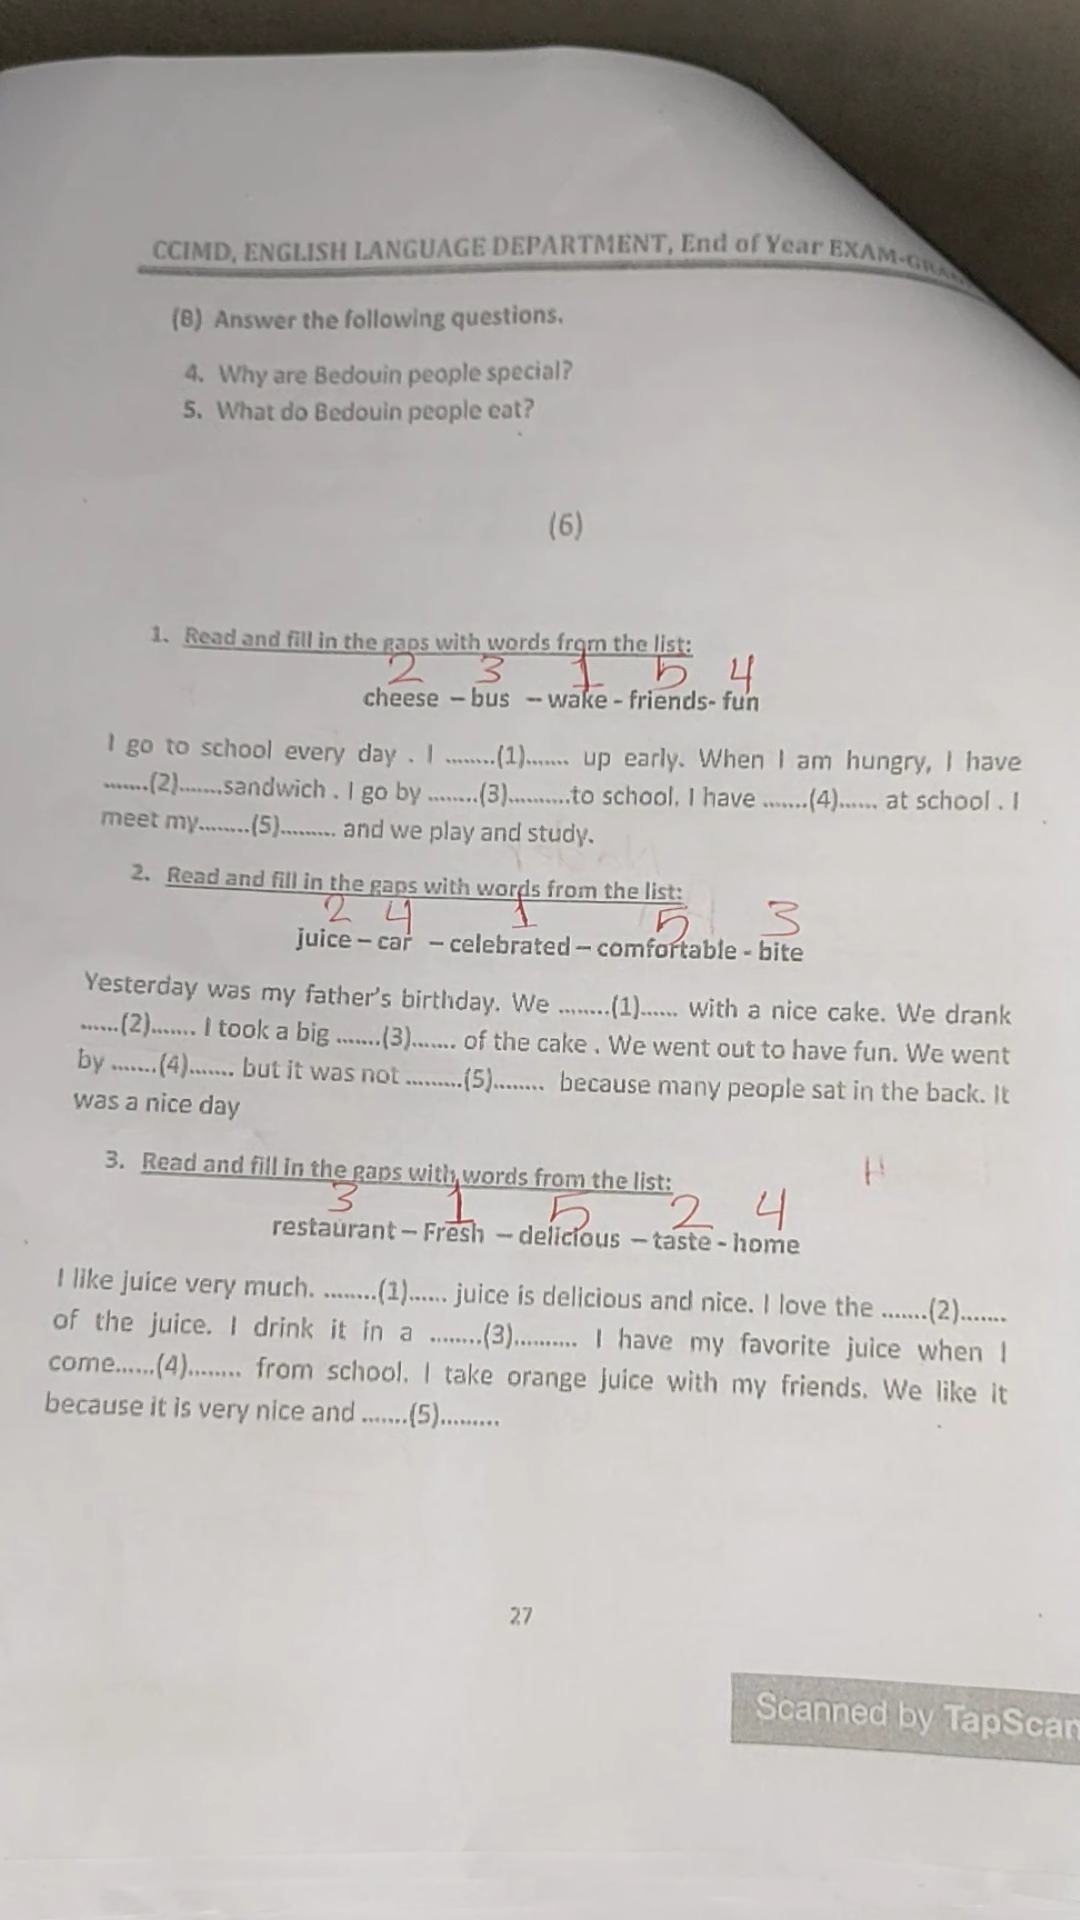 CCIMD, ENGLISH LANGUAGE DEPARTMENT, End of Year EXAM-
(B) Answer the following questions.
4. Why are Bedouin people special?
5. What do Bedouin people eat?
(6)
1. Read and fill in the gaps with words from the list:
2 3 1 5 4
cheese – bus – wake - friends- fun
I go to school every day . I ........(1)....... up early. When I am hungry, I have
.......(2).......sandwich . I go by ........(3)..........to school. I have .......(4)...... at school . I
meet my........(5)......... and we play and study.
2. Read and fill in the gaps with words from the list:
2 4 1 5 3
juice – car – celebrated – comfortable - bite
Yesterday was my father's birthday. We ........(1)...... with a nice cake. We drank
......(2)....... I took a big .......(3)....... of the cake . We went out to have fun. We went
by .......(4)....... but it was not .........(5)........ because many people sat in the back. It
was a nice day
3. Read and fill in the gaps with words from the list:
3 1 5 2 4
restaurant – Fresh – delicious – taste - home
I like juice very much. ........(1)...... juice is delicious and nice. I love the .......(2).......
of the juice. I drink it in a ........(3).......... I have my favorite juice when I
come......(4)........ from school. I take orange juice with my friends. We like it
because it is very nice and .......(5).........
27
Scanned by TapScan